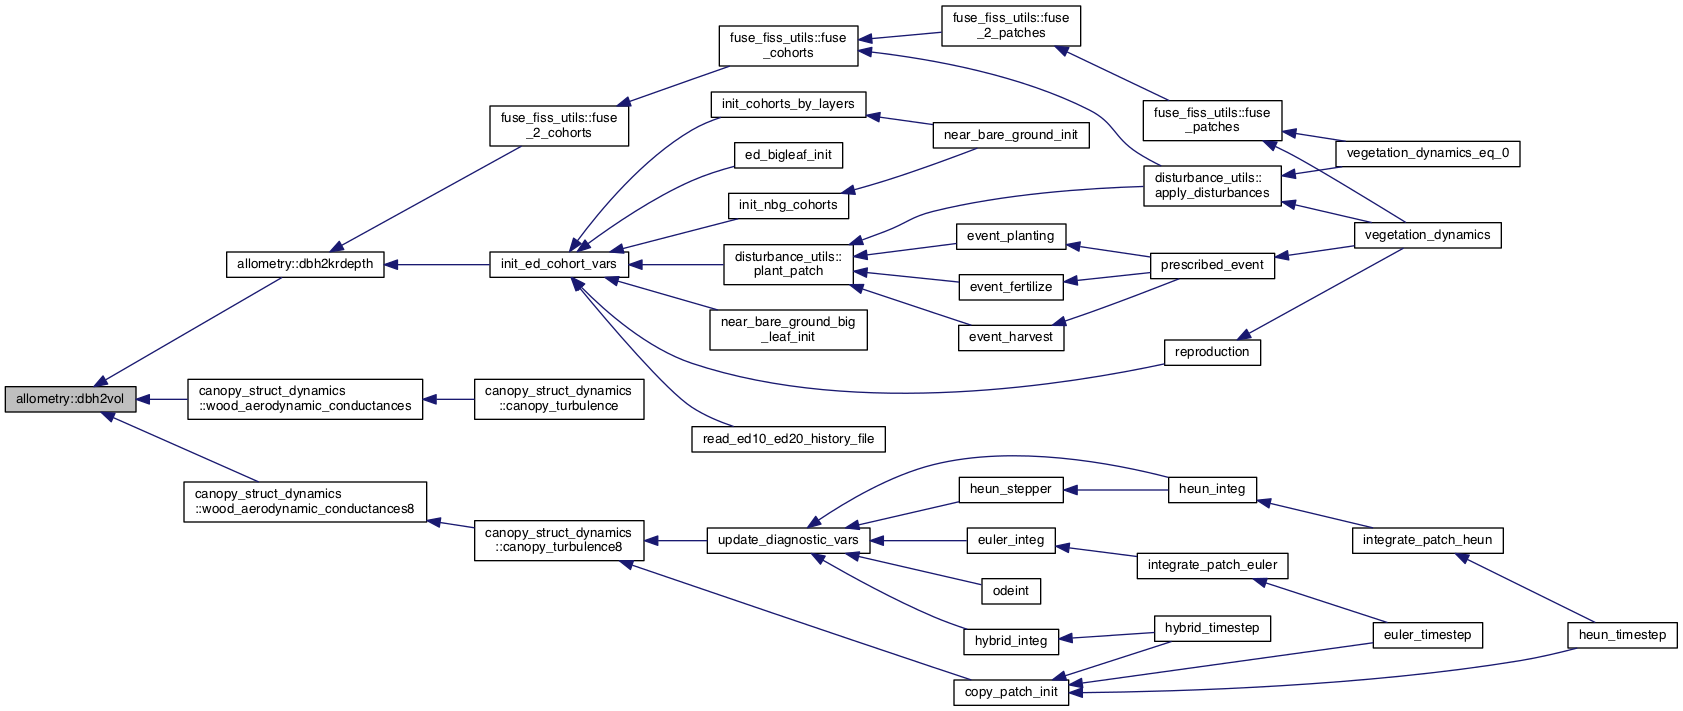 fuse_fiss_utils::fuse
_2_patches
fuse_fiss_utils::fuse
_cohorts
init_cohorts_by_layers
fuse_fiss_utils::fuse
_2_cohorts
fuse_fiss_utils::fuse
_patches
near_bare_ground_init
ed_bigleaf_init
vegetation_dynamics_eq_0
disturbance_utils::
apply_disturbances
init_nbg_cohorts
event_planting
vegetation_dynamics
allometry::dbh2krdepth
init_ed_cohort_vars
disturbance_utils::
plant_patch
prescribed_event
event_fertilize
near_bare_ground_big
_leaf_init
event_harvest
reproduction
allometry::dbh2vol
canopy_struct_dynamics
::wood_aerodynamic_conductances
canopy_struct_dynamics
::canopy_turbulence
read_ed10_ed20_history_file
canopy_struct_dynamics
::wood_aerodynamic_conductances8
heun_stepper
heun_integ
canopy_struct_dynamics
::canopy_turbulence8
update_diagnostic_vars
euler_integ
integrate_patch_heun
integrate_patch_euler
odeint
hybrid_integ
hybrid_timestep
euler_timestep
heun_timestep
copy_patch_init